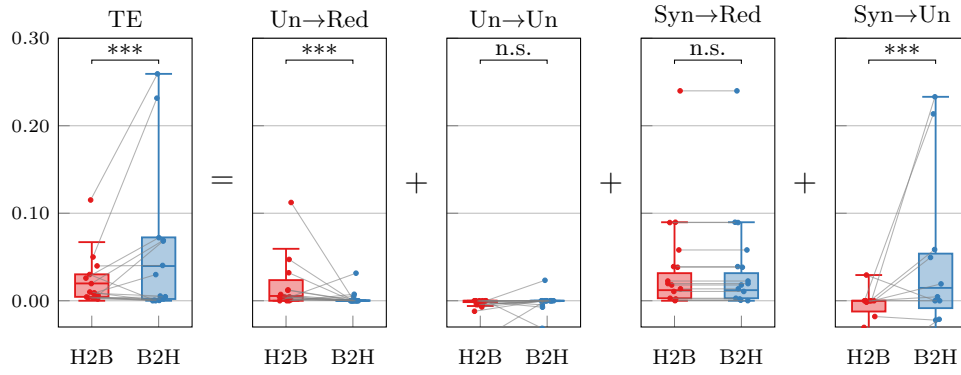 TE Un→Red Un→Un Syn→Red Syn→Un
0.30
*** *** n.s. n.s. ***
0.20
= + + +
0.10
0.00
H2B B2H H2B B2H H2B B2H H2B B2H H2B B2H